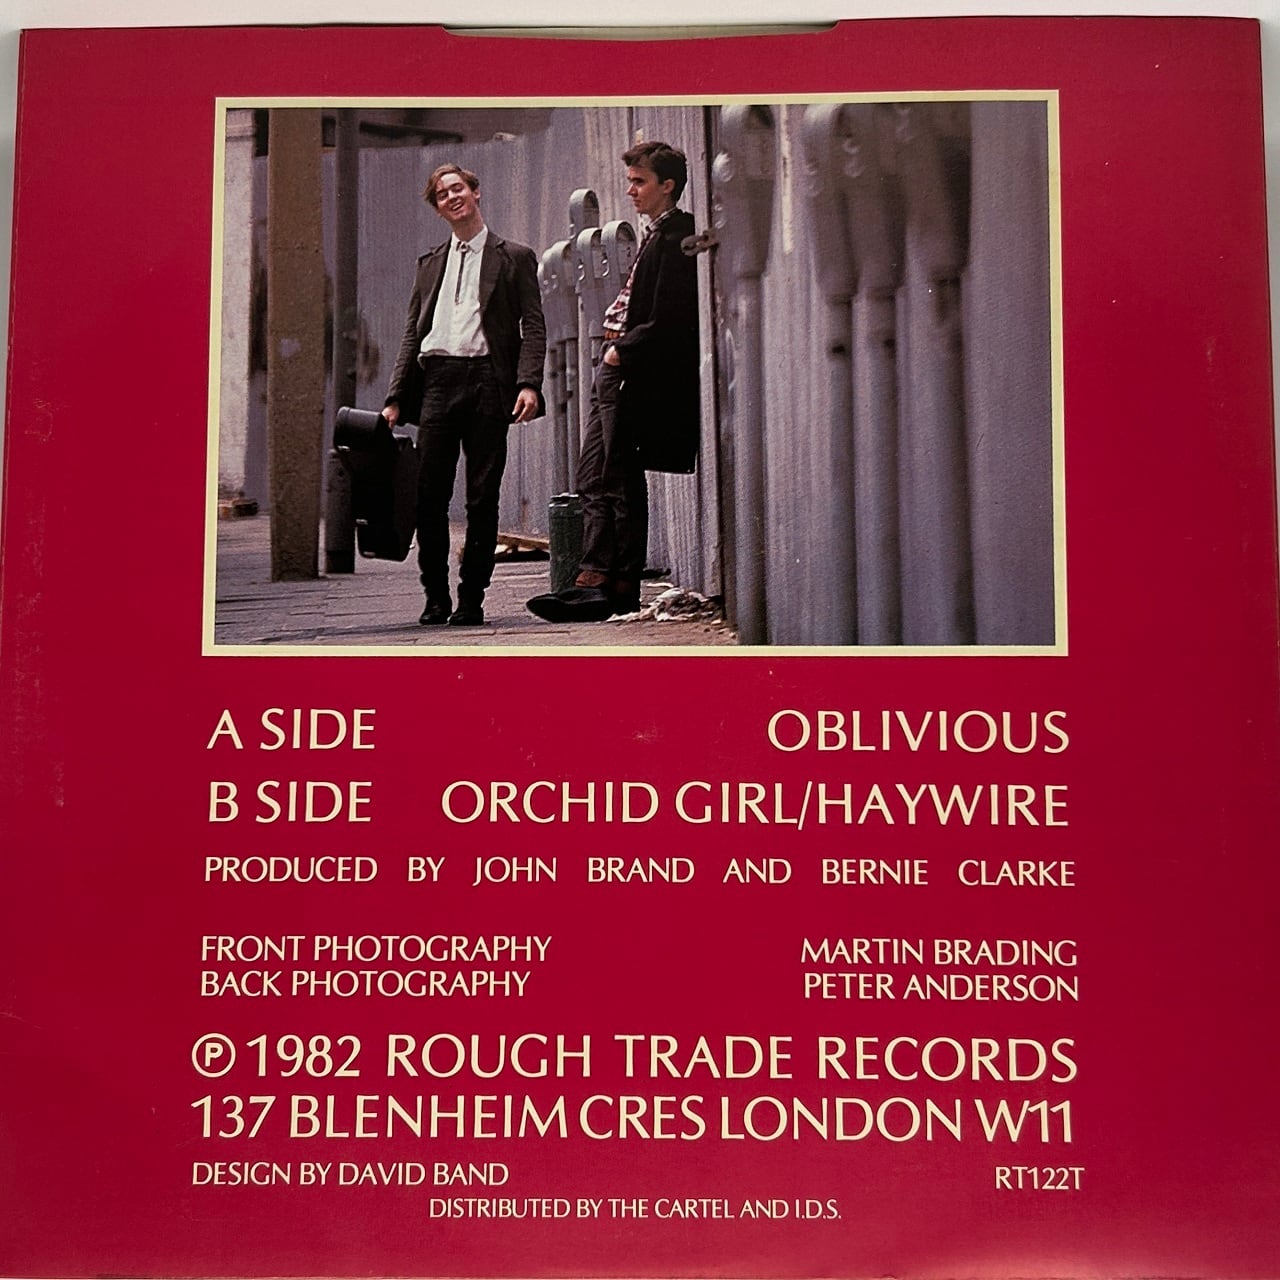 A SIDE OBLIVIOUS
B SIDE ORCHID GIRL/HAYWIRE
PRODUCED BY JOHN BRAND AND BERNIE CLARKE
FRONT PHOTOGRAPHY MARTIN BRADING
BACK PHOTOGRAPHY PETER ANDERSON
℗ 1982 ROUGH TRADE RECORDS
137 BLENHEIM CRES LONDON W11
DESIGN BY DAVID BAND RT122T
DISTRIBUTED BY THE CARTEL AND I.D.S.